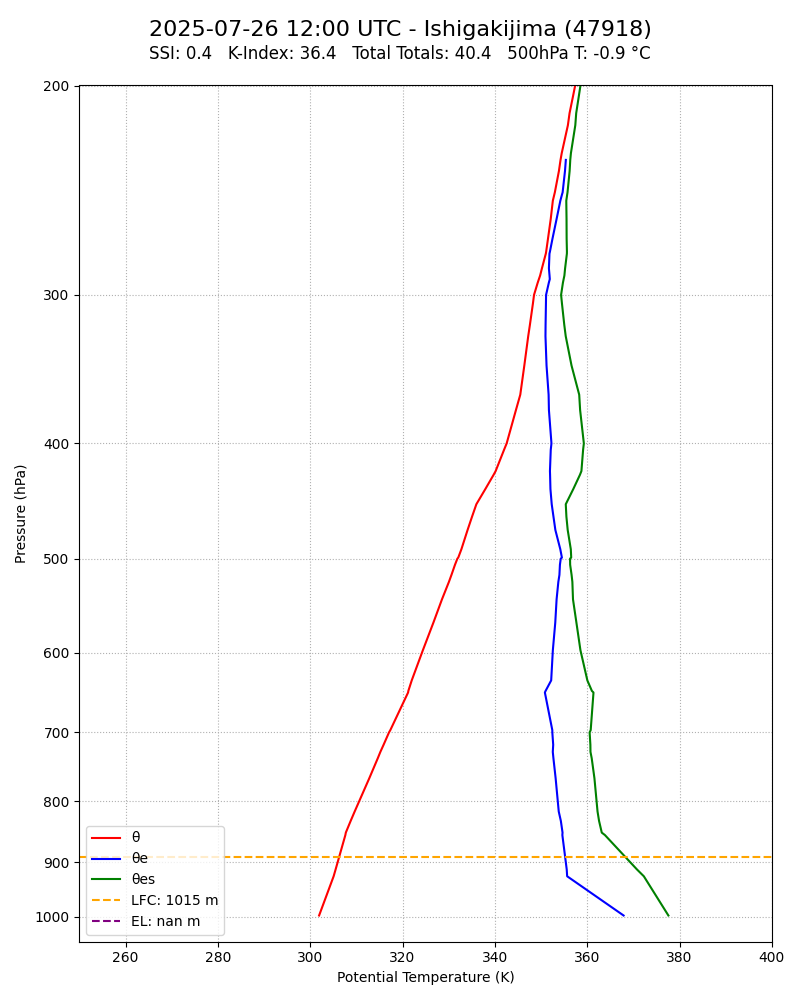 2025-07-26 12:00 UTC - Ishigakijima (47918)
SSI: 0.4   K-Index: 36.4   Total Totals: 40.4   500hPa T: -0.9 °C
200
300
400
500
600
700
800
900
1000
Pressure (hPa)
θ
θe
θes
LFC: 1015 m
EL: nan m
260
280
300
320
340
360
380
400
Potential Temperature (K)